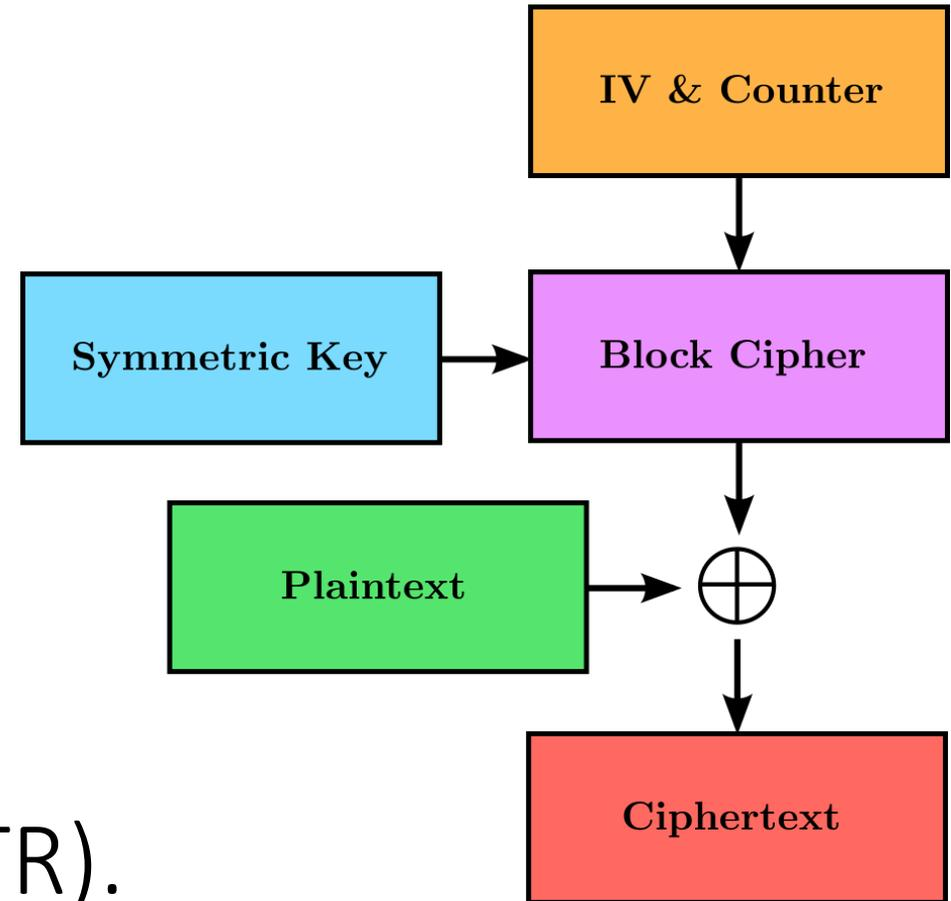 IV & Counter
Symmetric Key
Block Cipher
Plaintext
Ciphertext
TR).